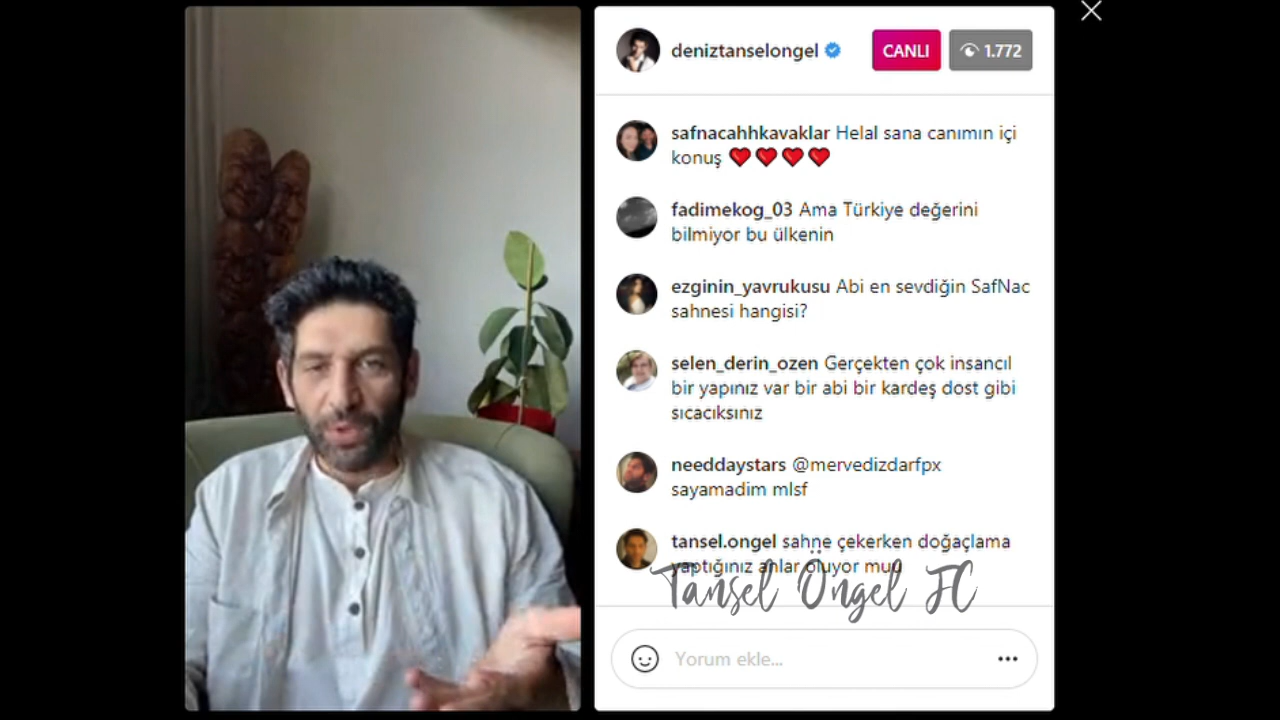 deniztanselongel
CANLI
1.772
safnacahhkavaklar Helal sana canımın içi
konuş
fadimekog_03 Ama Türkiye değerini
bilmiyor bu ülkenin
ezginin_yavrukusu Abi en sevdiğin SafNac
sahnesi hangisi?
selen_derin_ozen Gerçekten çok insancıl
bir yapınız var bir abi bir kardeş dost gibi
sıcacıksınız
needdaystars @mervedizdarfpx
sayamadim mlsf
tansel.ongel sahne çekerken doğaçlama
yaptığınız anlar oluyor muu
Tansel Öngel FC
Yorum ekle...